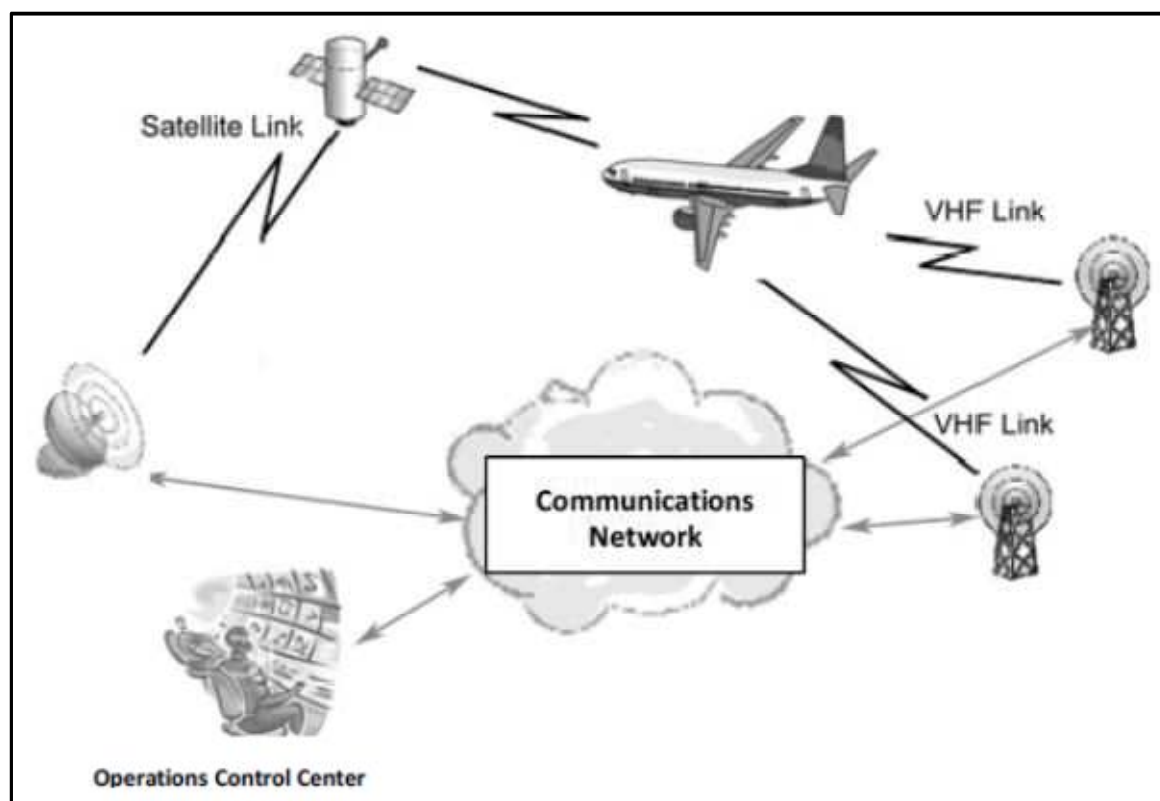 Satellite Link
VHF Link
VHF Link
Communications
Network
Operations Control Center